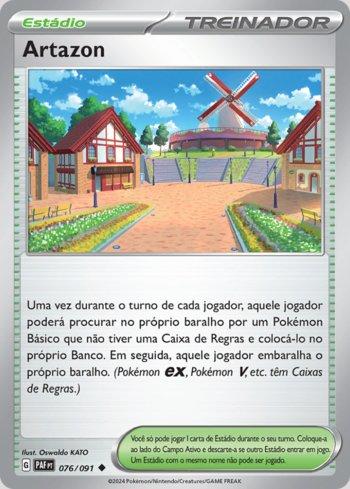 Estádio
TREINADOR
Artazon
Uma vez durante o turno de cada jogador, aquele jogador
poderá procurar no próprio baralho por um Pokémon
Básico que não tiver uma Caixa de Regras e colocá-lo no
próprio Banco. Em seguida, aquele jogador embaralha o
próprio baralho. (Pokémon ex, Pokémon V, etc. têm Caixas
de Regras.)
Ilust. Oswaldo KATO
G PAF PT 076/091
Você só pode jogar 1 carta de Estádio durante o seu turno. Coloque-a
ao lado do Campo Ativo e descarte-a se outro Estádio entrar em jogo.
Um Estádio com o mesmo nome não pode ser jogado.
©2024 Pokémon/Nintendo/Creatures/GAME FREAK